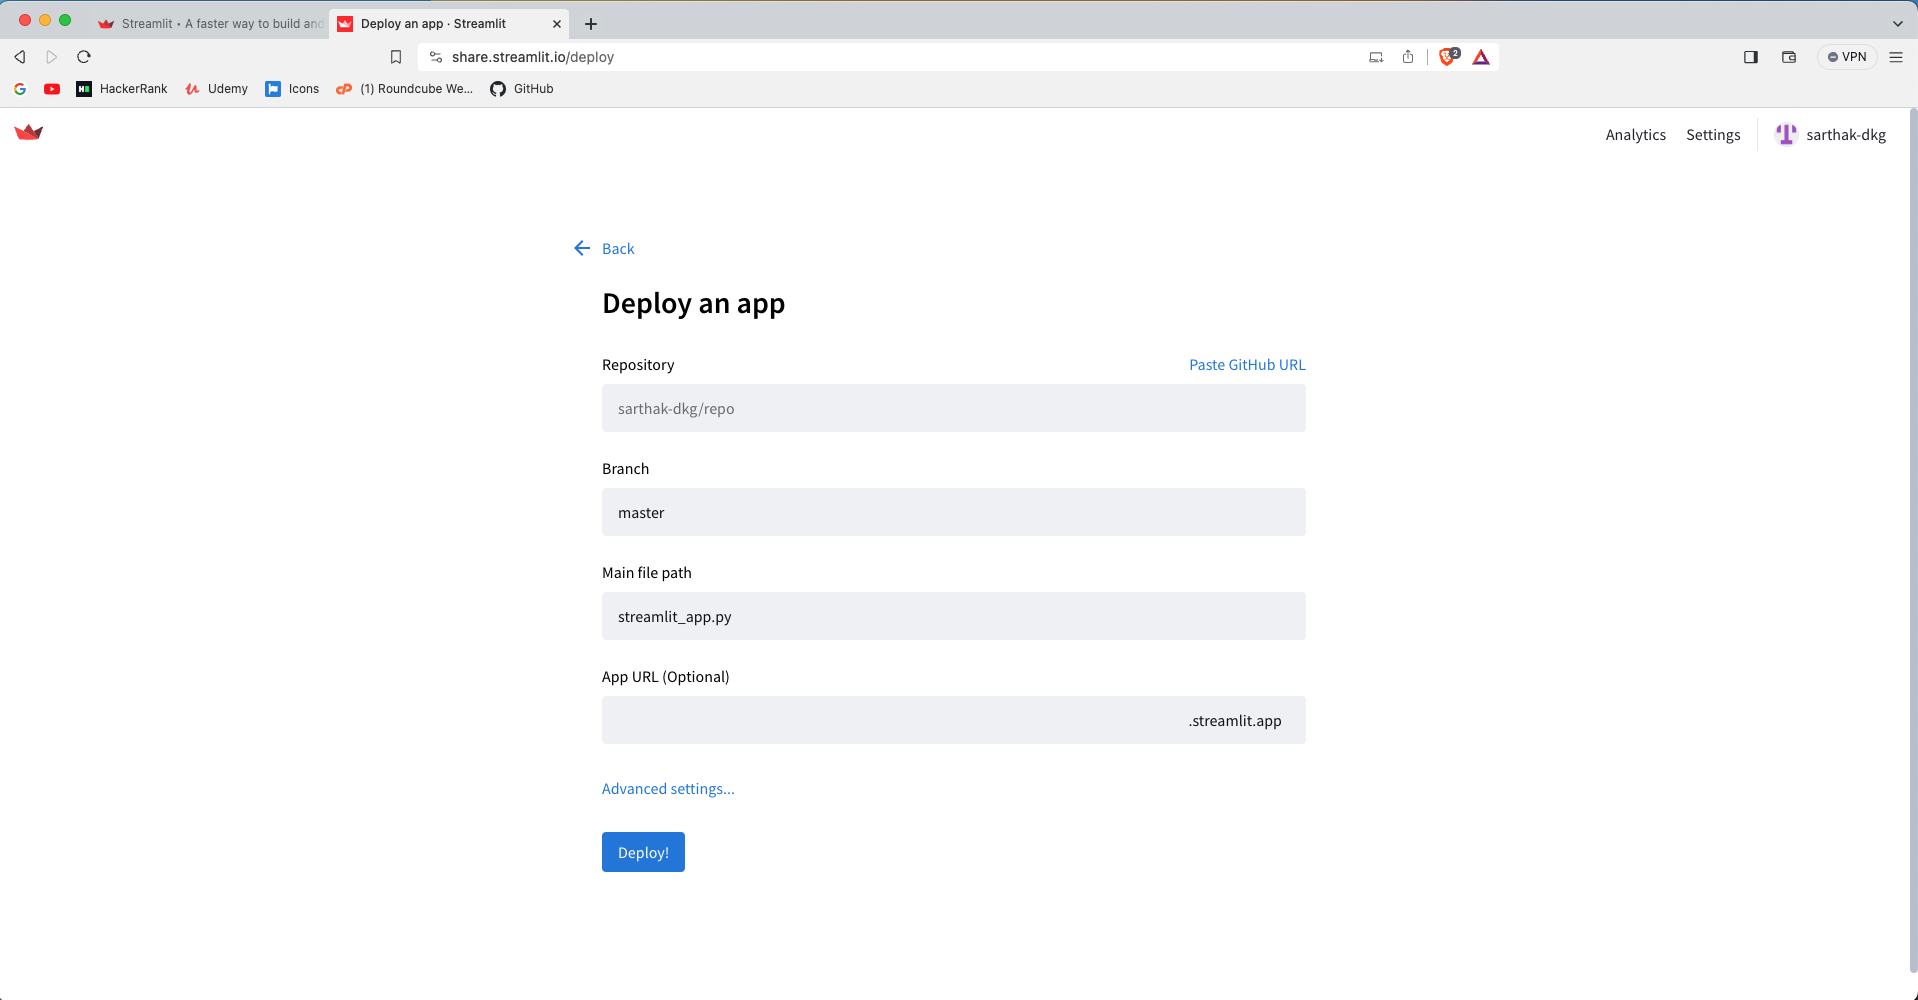 Streamlit • A faster way to build and
Deploy an app · Streamlit
share.streamlit.io/deploy
2
VPN
HackerRank
Udemy
Icons
(1) Roundcube We...
GitHub
Analytics
Settings
sarthak-dkg
Back
Deploy an app
Repository
Paste GitHub URL
sarthak-dkg/repo
Branch
master
Main file path
streamlit_app.py
App URL (Optional)
.streamlit.app
Advanced settings...
Deploy!